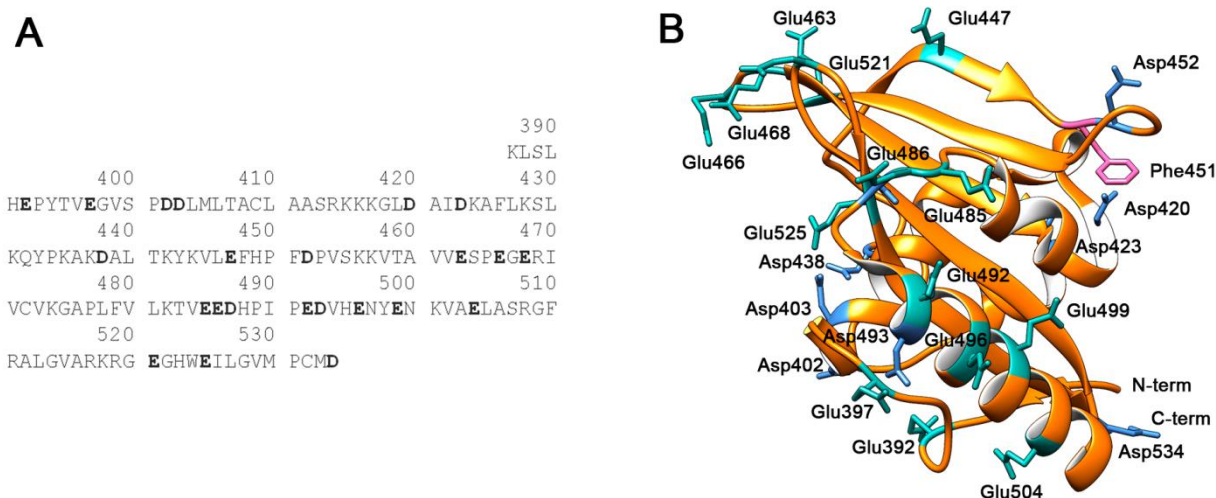 A
390
KLSL
400 410 420 430
HEPYTVEGVS PDDLMLTACL AASRKKKGLD AIDKAFLKSL
440 450 460 470
KQYPKAKDAL TKYKVLEFHP FDPVSKKVTA VVESPEGERI
480 490 500 510
VCVKGAPLFV LKTVEEDHPI PEDVHENYEN KVAELASRGF
520 530
RALGVARKRG EGHWEILGVM PCMD
B
Glu463
Glu447
Glu521
Asp452
Glu468
Glu466
Glu486
Phe451
Glu485
Asp420
Glu525
Asp423
Asp438
Glu492
Asp403
Glu499
Asp493
Glu496
Asp402
N-term
Glu397
C-term
Glu392
Asp534
Glu504